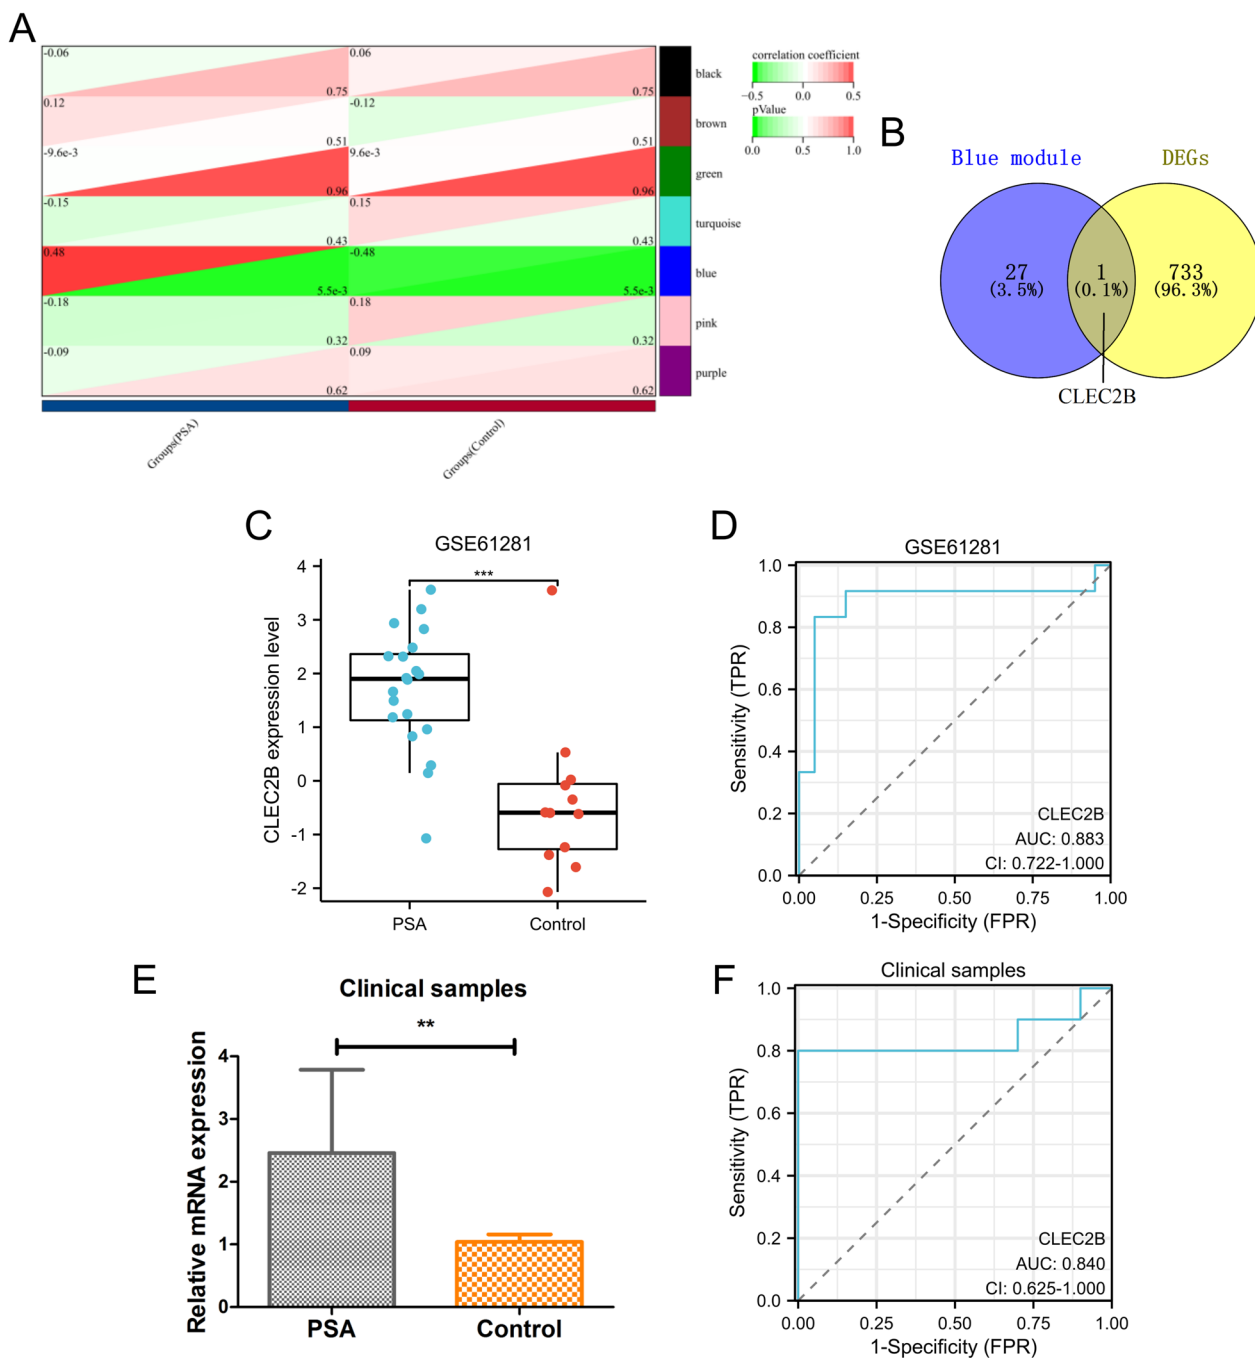 A
-0.06 0.06 black
0.75 0.75
0.12 -0.12 brown
0.51 0.51
-9.6e-3 9.6e-3 green
0.96 0.96
-0.15 0.15 turquoise
0.43 0.43
0.48 -0.48 blue
5.5e-3 5.5e-3
-0.18 0.18 pink
0.32 0.32
-0.09 0.09 purple
0.62 0.62
Groups(PSA) Groups(Control)
correlation coefficient
−0.5 0.0 0.5
pValue
0.0 0.5 1.0
B
Blue module DEGs
27 1 733
(3.5%) (0.1%) (96.3%)
CLEC2B
C
GSE61281
***
CLEC2B expression level
4
3
2
1
0
-1
-2
PSA Control
D
GSE61281
Sensitivity (TPR)
1.0
0.8
0.6
0.4
0.2
0.0
CLEC2B
AUC: 0.883
CI: 0.722-1.000
0.00 0.25 0.50 0.75 1.00
1-Specificity (FPR)
E
Clinical samples
**
Relative mRNA expression
4
3
2
1
0
PSA Control
F
Clinical samples
Sensitivity (TPR)
1.0
0.8
0.6
0.4
0.2
0.0
CLEC2B
AUC: 0.840
CI: 0.625-1.000
0.00 0.25 0.50 0.75 1.00
1-Specificity (FPR)